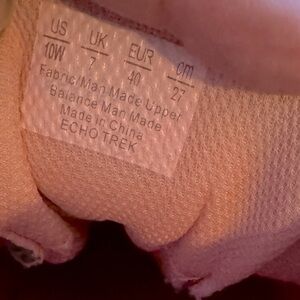 US UK EUR cm
10W 7 40 27
Fabric/Man Made Upper
Balance Man Made
Made in China
ECHO TREK